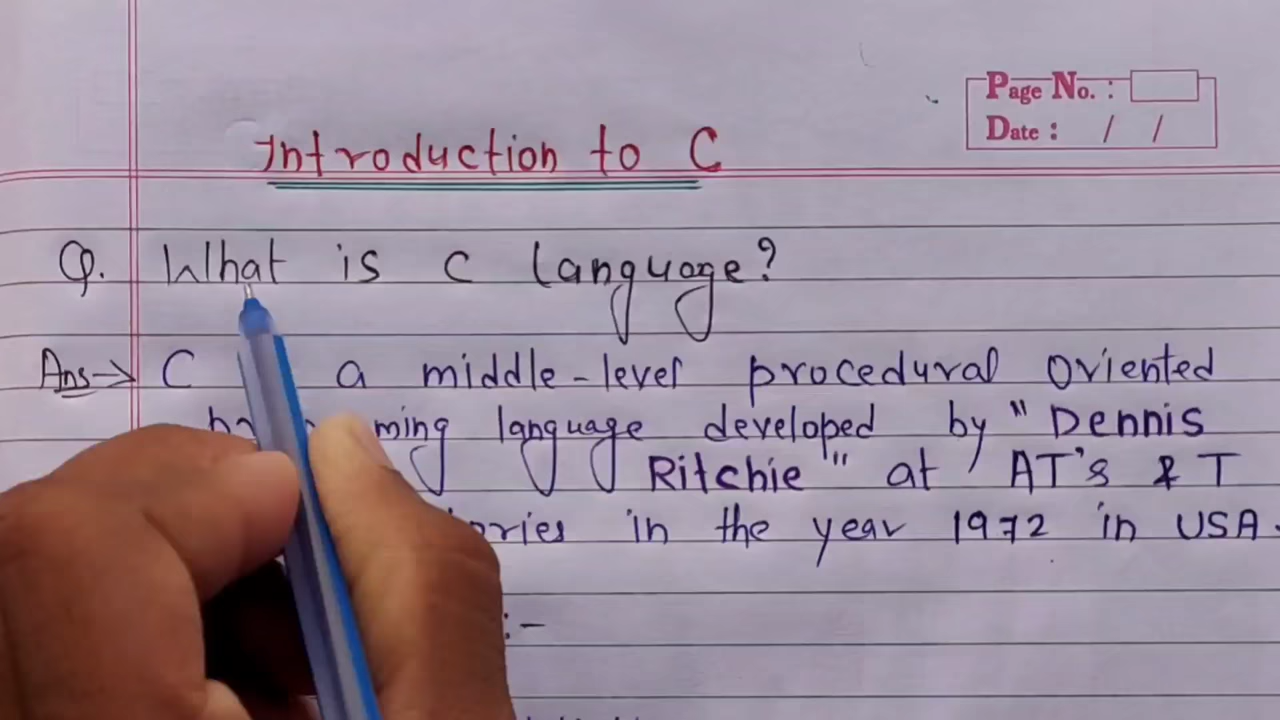 Page No. :
Date : / /
Introduction to C
Q. What is c language?
Ans-> C a middle-level procedural oriented
ming language developed by "Dennis
Ritchie" at AT's & T
ories in the year 1972 in USA.
:-